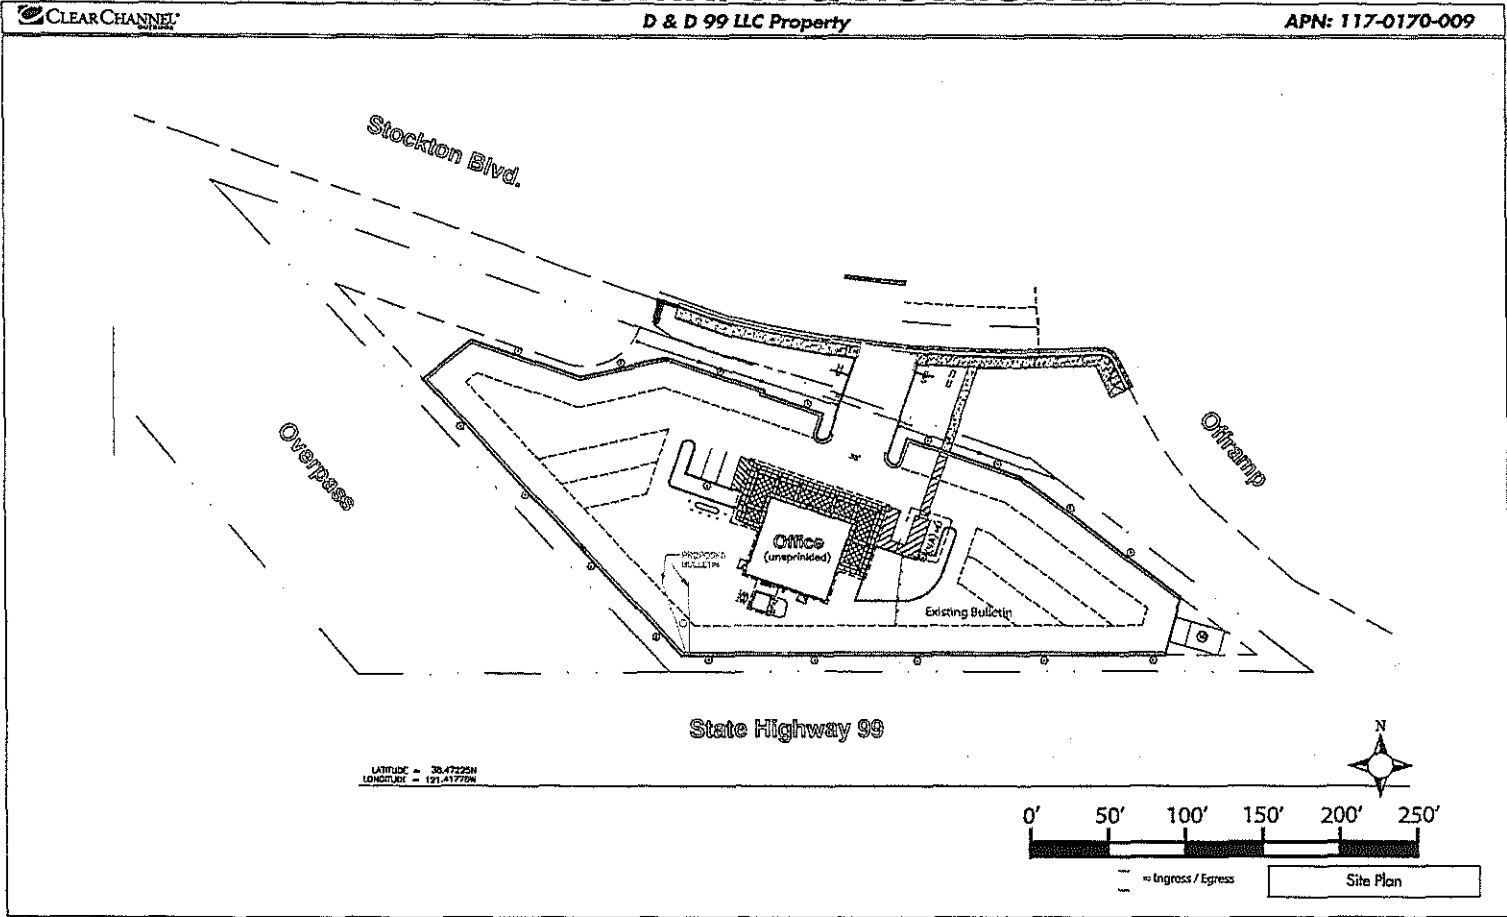 CLEAR CHANNEL
OUTDOOR
D & D 99 LLC Property
APN: 117-0170-009
Stockton Blvd.
Overpass
Offramp
Office
(unsprinkled)
PROPOSED
BULLETIN
Existing Bulletin
State Highway 99
LATITUDE = 38.47225N
LONGITUDE = 121.41770W
N
0' 50' 100' 150' 200' 250'
= Ingress / Egress
Site Plan